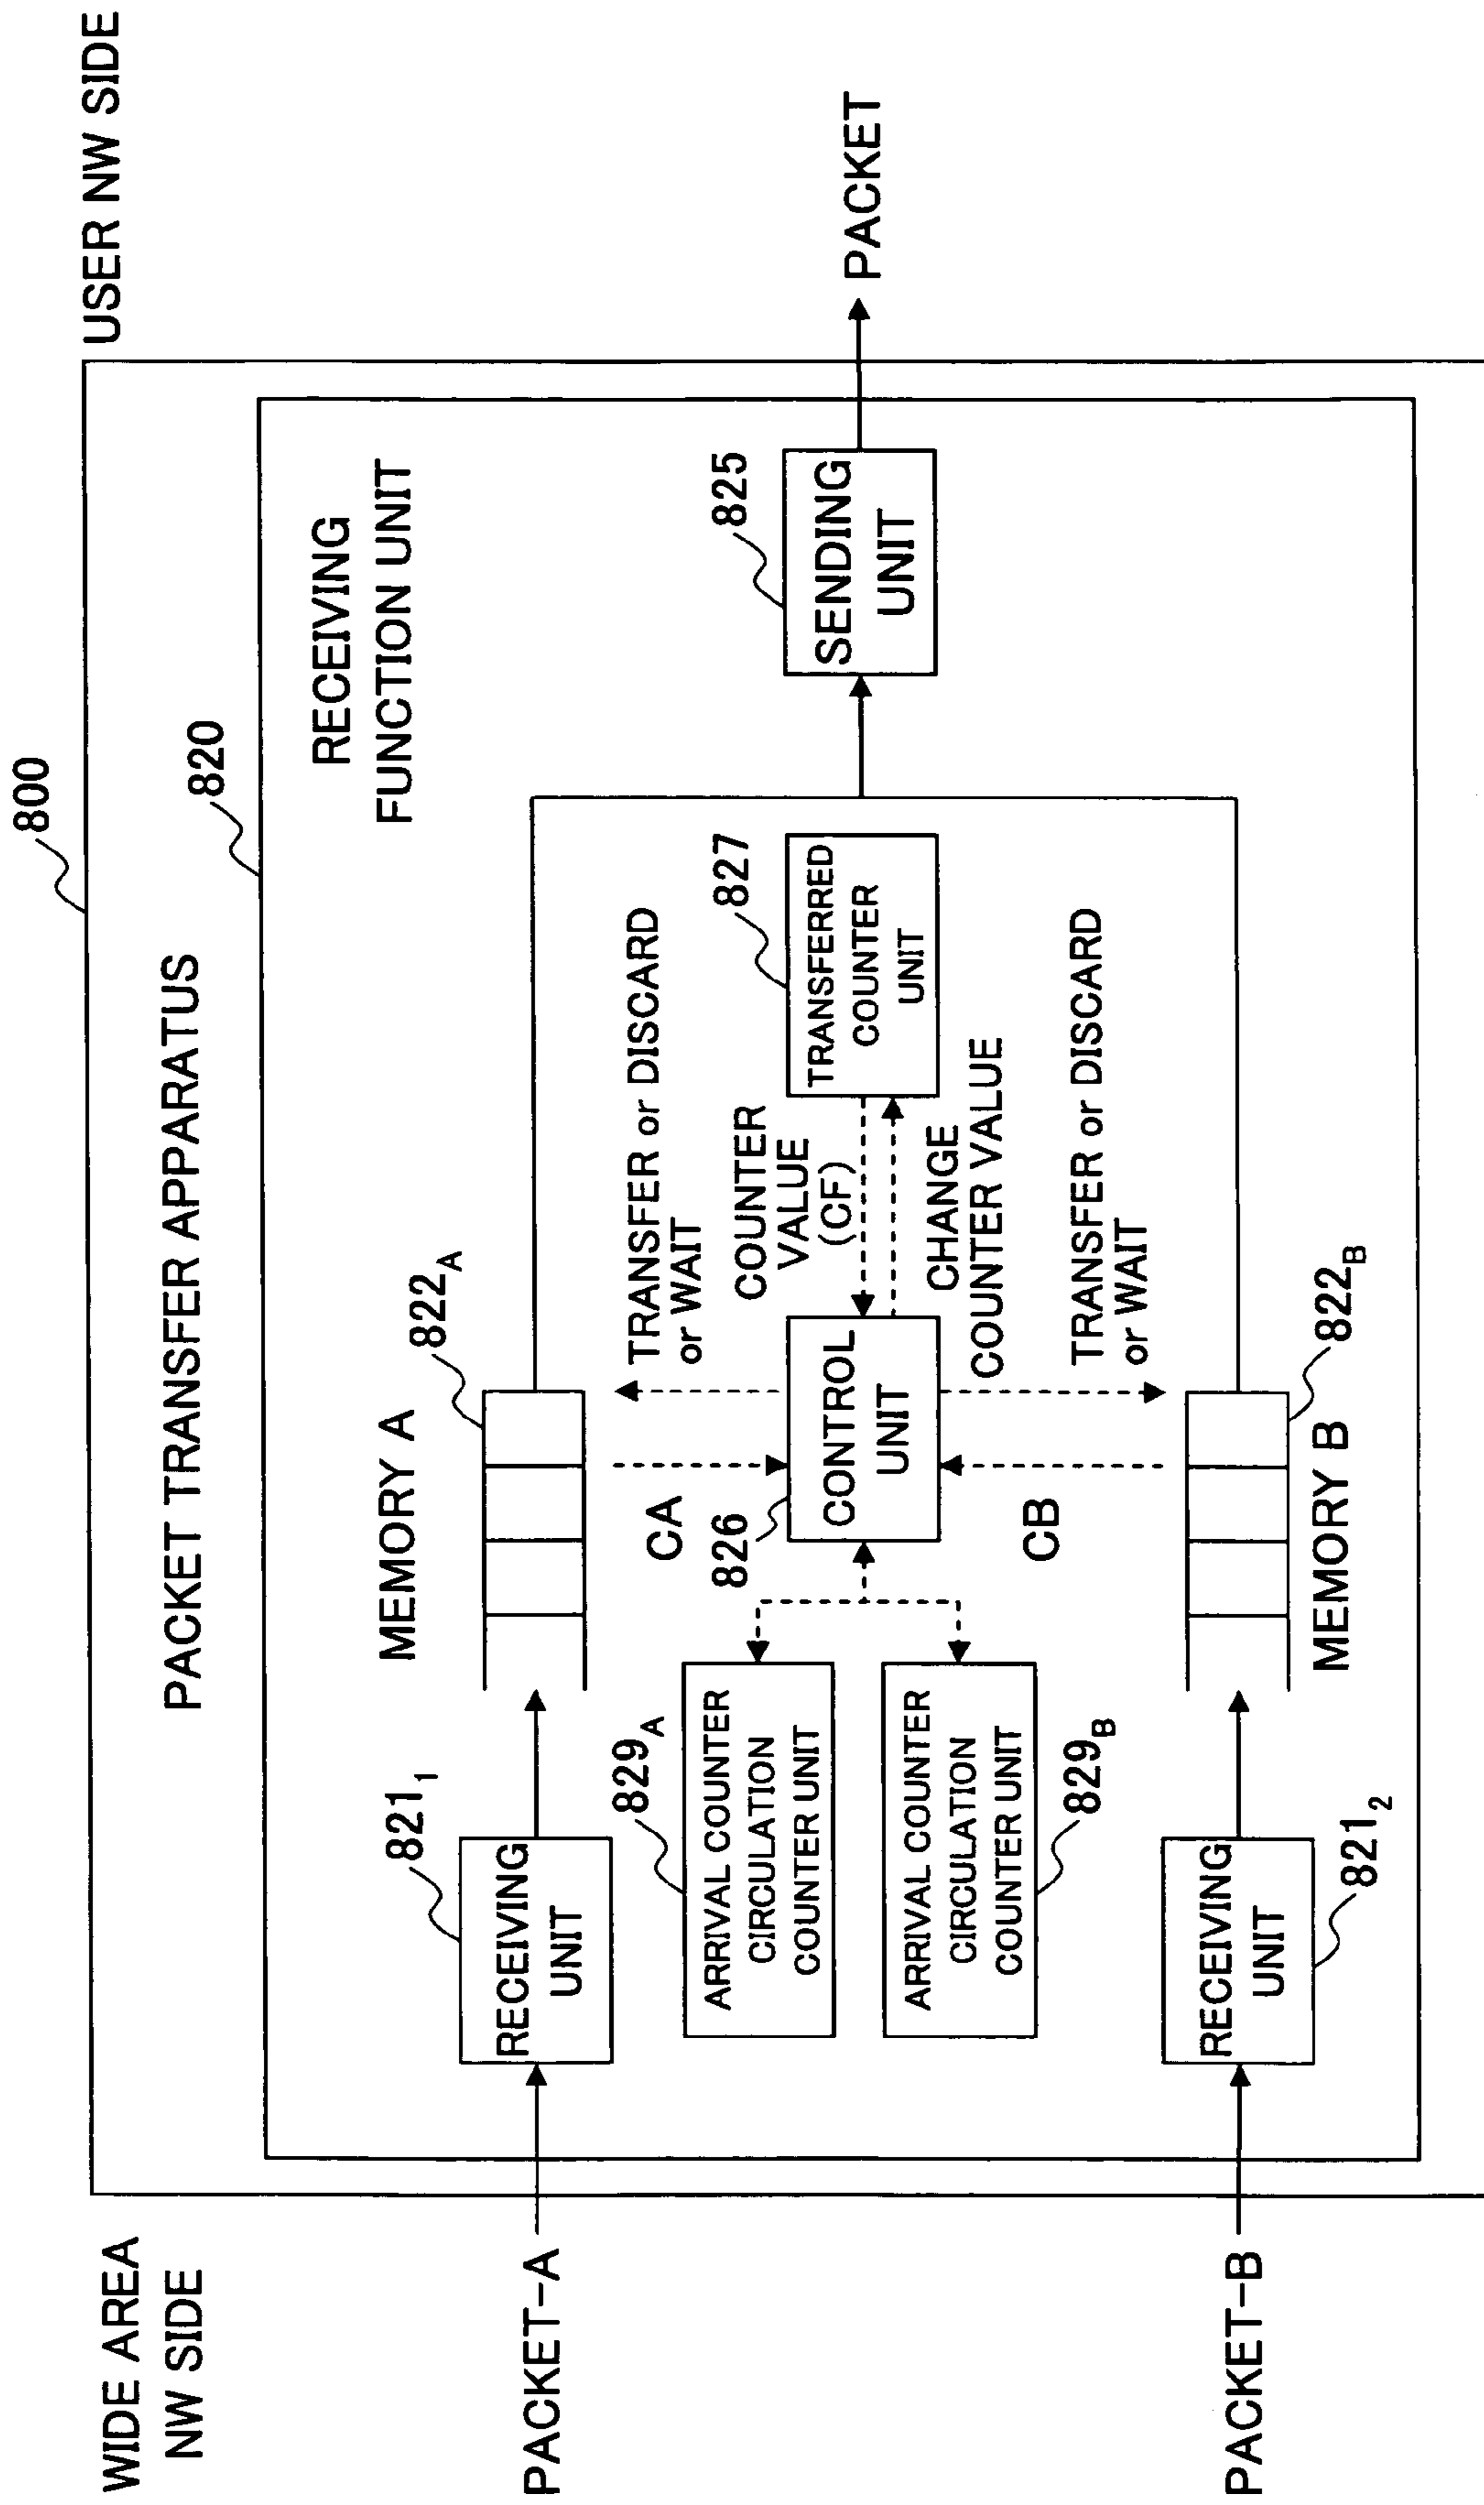 WIDE AREA
NW SIDE
USER NW SIDE
800
PACKET TRANSFER APPARATUS
820
RECEIVING
FUNCTION UNIT
PACKET-A
821₁
RECEIVING
UNIT
MEMORY A
822A
TRANSFER or DISCARD
or WAIT
CA
829A
ARRIVAL COUNTER
CIRCULATION
COUNTER UNIT
826
CONTROL
UNIT
COUNTER
VALUE
(CF)
CHANGE
COUNTER VALUE
827
TRANSFERRED
COUNTER
UNIT
825
SENDING
UNIT
PACKET
ARRIVAL COUNTER
CIRCULATION
COUNTER UNIT
829B
CB
TRANSFER or DISCARD
or WAIT
PACKET-B
RECEIVING
UNIT
821₂
MEMORY B
822B